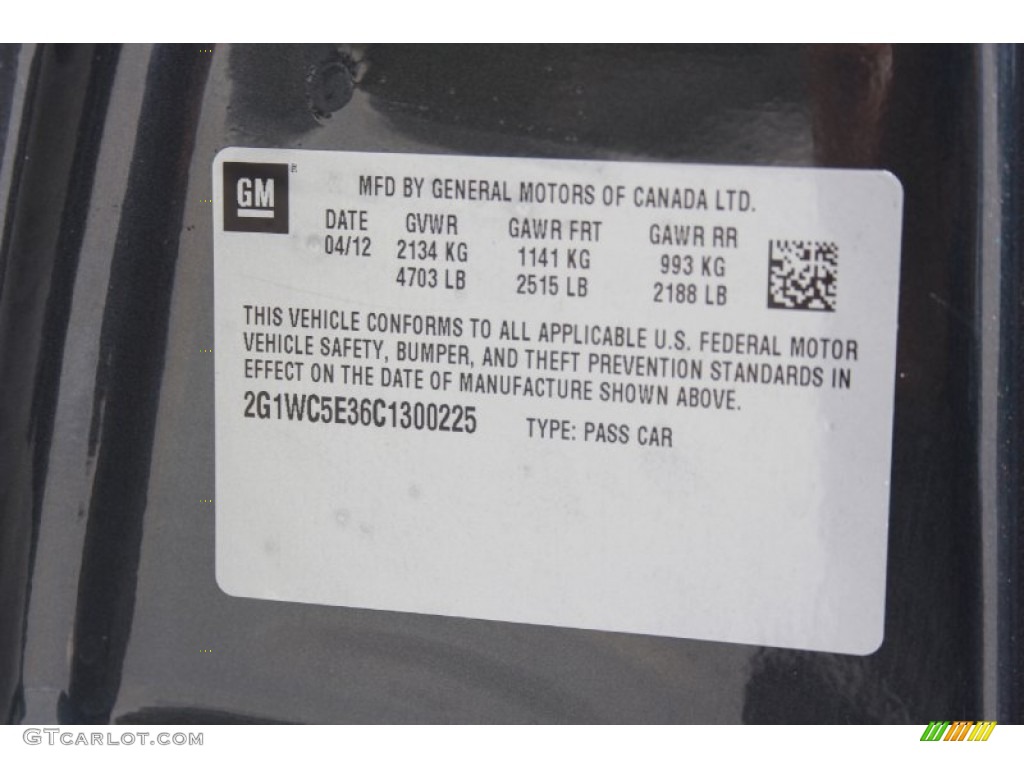 GM
MFD BY GENERAL MOTORS OF CANADA LTD.
DATE GVWR GAWR FRT GAWR RR
04/12 2134 KG 1141 KG 993 KG
4703 LB 2515 LB 2188 LB
THIS VEHICLE CONFORMS TO ALL APPLICABLE U.S. FEDERAL MOTOR
VEHICLE SAFETY, BUMPER, AND THEFT PREVENTION STANDARDS IN
EFFECT ON THE DATE OF MANUFACTURE SHOWN ABOVE.
2G1WC5E36C1300225 TYPE: PASS CAR
GTCARLOT.COM